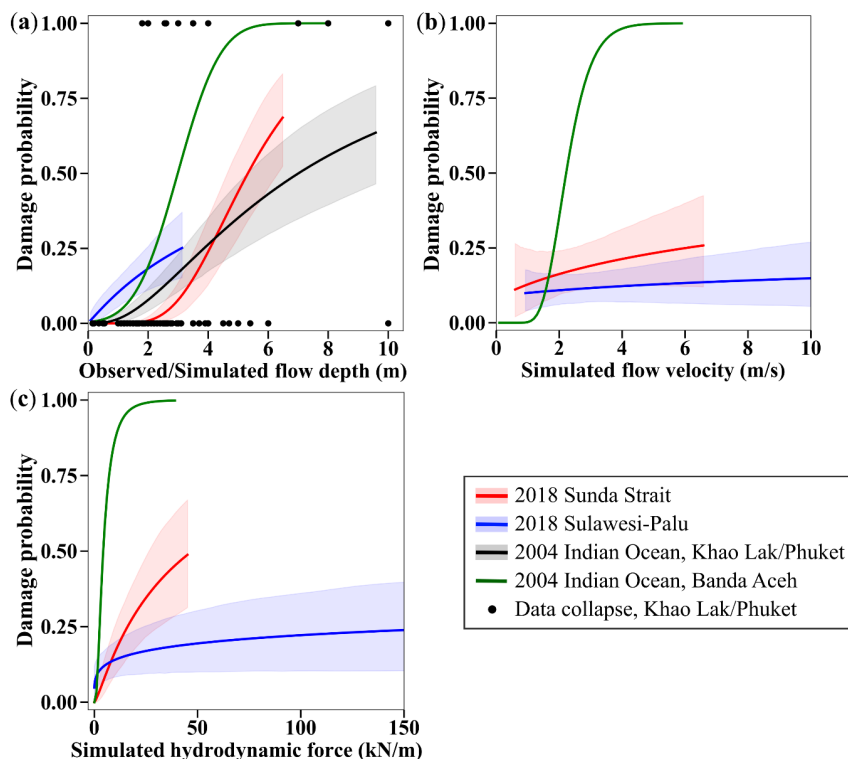 (a)
Damage probability
1.00
0.75
0.50
0.25
0.00
0 2 4 6 8 10
Observed/Simulated flow depth (m)
(b)
Damage probability
1.00
0.75
0.50
0.25
0.00
0 2 4 6 8 10
Simulated flow velocity (m/s)
(c)
Damage probability
1.00
0.75
0.50
0.25
0.00
0 50 100 150
Simulated hydrodynamic force (kN/m)
2018 Sunda Strait
2018 Sulawesi-Palu
2004 Indian Ocean, Khao Lak/Phuket
2004 Indian Ocean, Banda Aceh
Data collapse, Khao Lak/Phuket